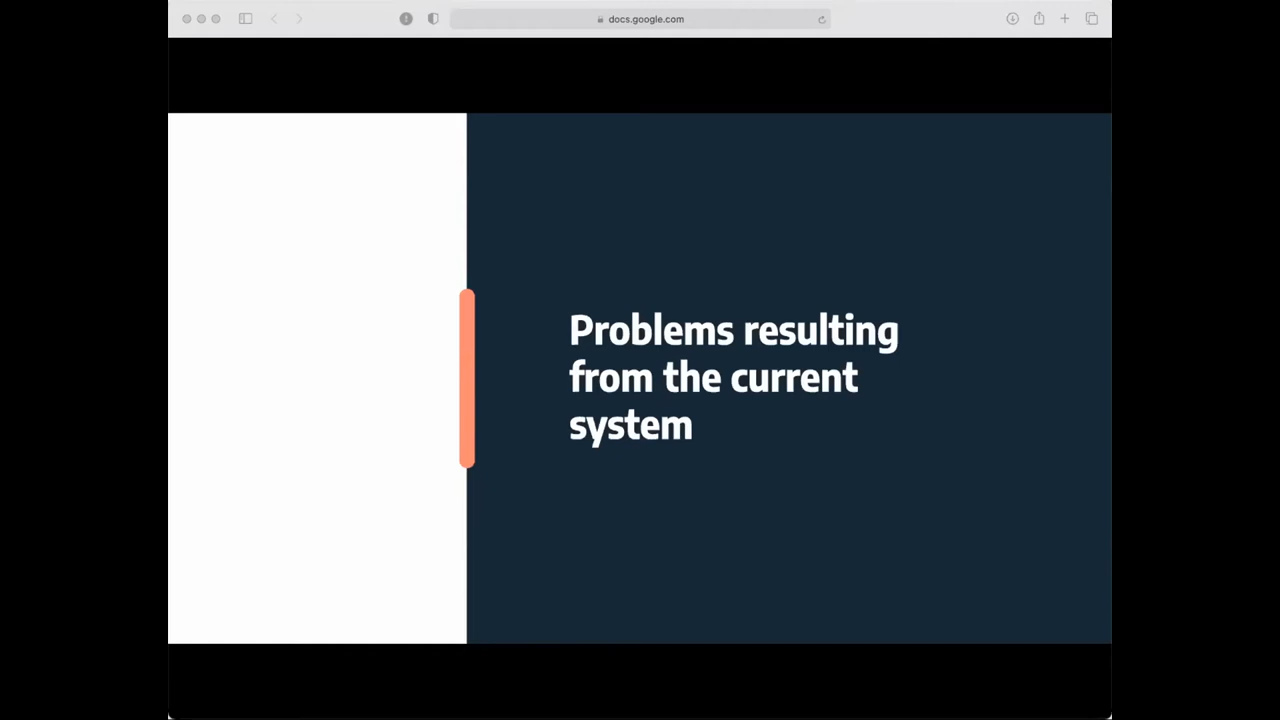 docs.google.com
Problems resulting
from the current
system